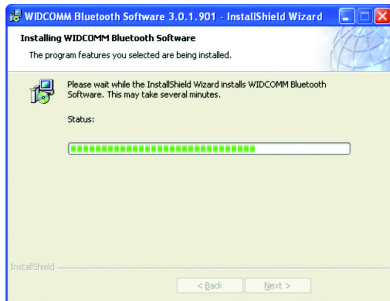 WIDCOMM Bluetooth Software 3.0.1.901 - InstallShield Wizard
Installing WIDCOMM Bluetooth Software
The program features you selected are being installed.
Please wait while the InstallShield Wizard installs WIDCOMM Bluetooth
Software. This may take several minutes.
Status:
InstallShield
< Back
Next >